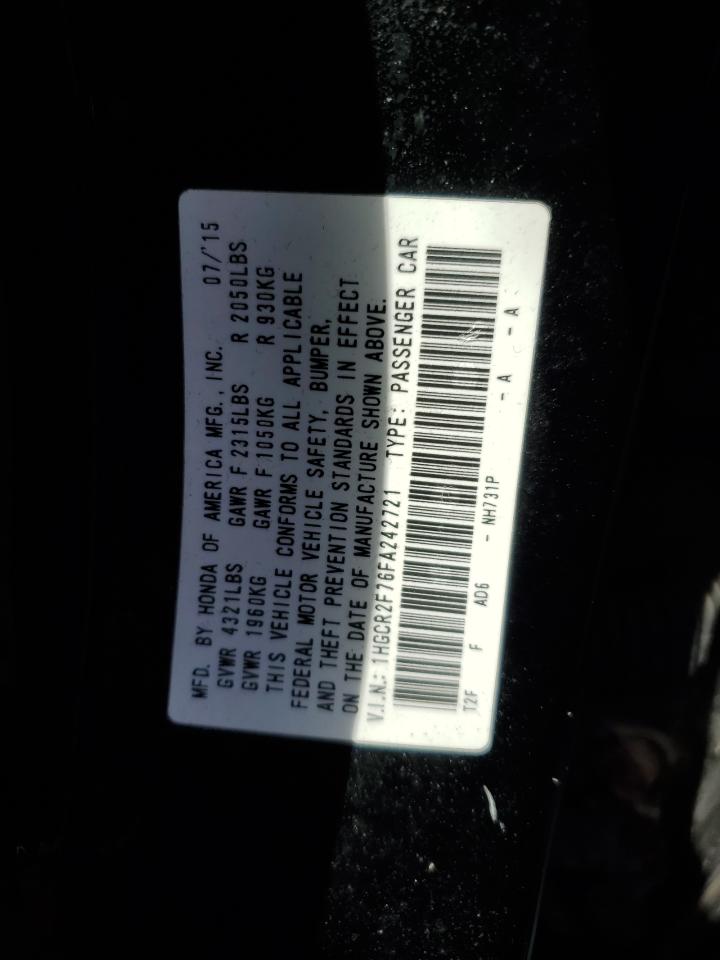 MFD. BY HONDA OF AMERICA MFG., INC. 07/'15
GVWR 4321LBS GAWR F 2315LBS R 2050LBS
GVWR 1960KG GAWR F 1050KG R 930KG
THIS VEHICLE CONFORMS TO ALL APPLICABLE
FEDERAL MOTOR VEHICLE SAFETY, BUMPER,
AND THEFT PREVENTION STANDARDS IN EFFECT
ON THE DATE OF MANUFACTURE SHOWN ABOVE.
V.I.N.: 1HGCR2F76FA242721 TYPE: PASSENGER CAR
T2F F AD6 - NH731P - A - A